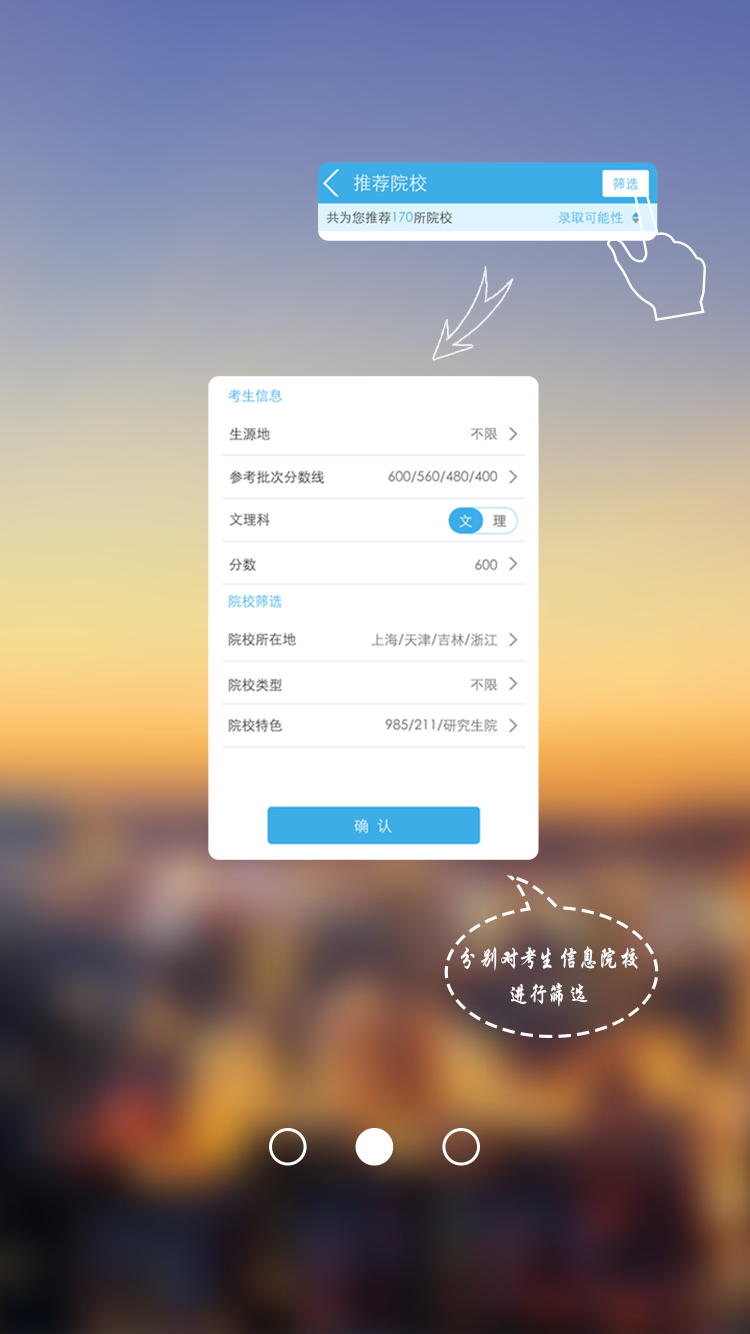 推荐院校 筛选
共为您推荐170所院校 录取可能性
考生信息
生源地 不限
参考批次分数线 600/560/480/400
文理科 文 理
分数 600
院校筛选
院校所在地 上海/天津/吉林/浙江
院校类型 不限
院校特色 985/211/研究生院
确 认
分别对考生信息院校
进行筛选